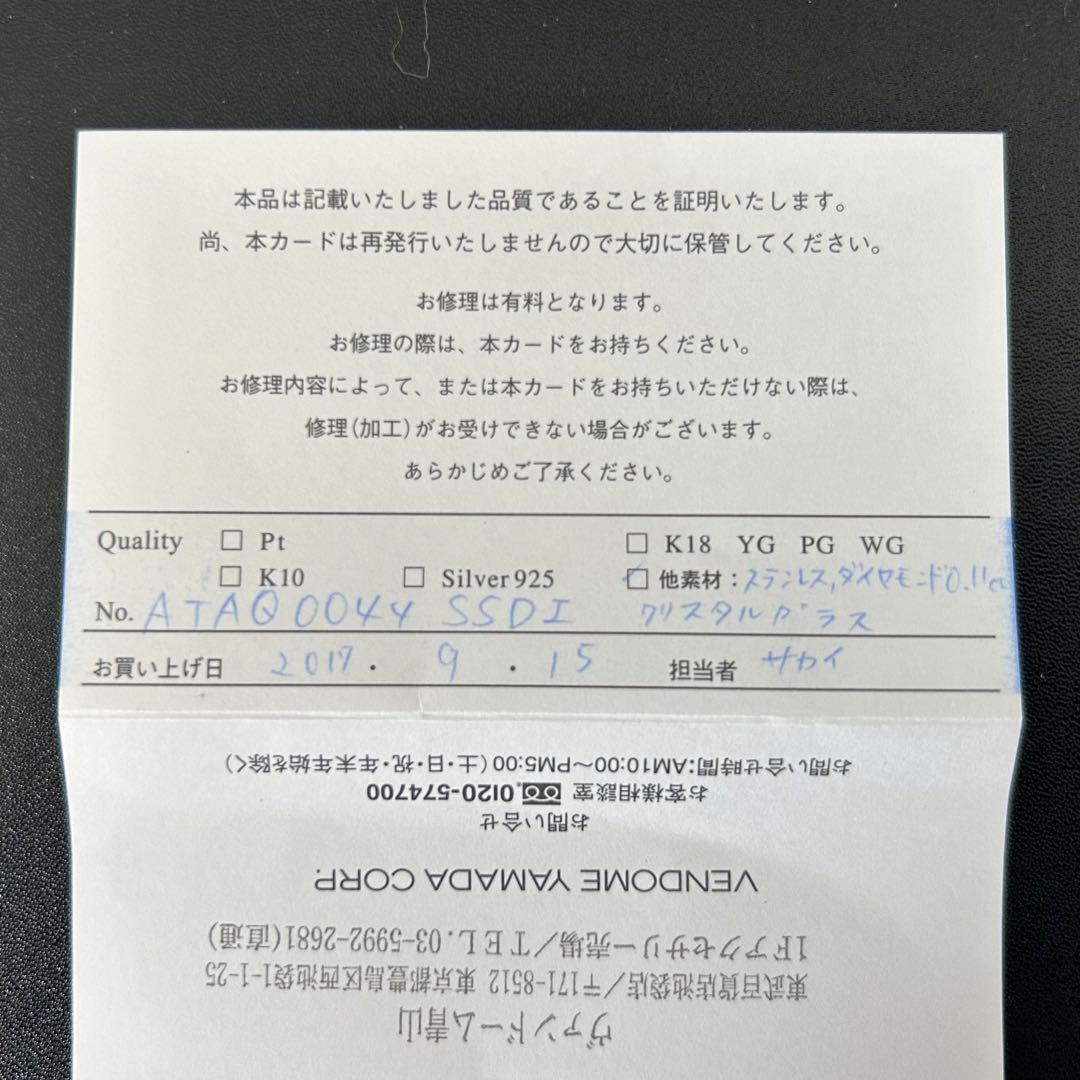 本品は記載いたしました品質であることを証明いたします。
尚、本カードは再発行いたしませんので大切に保管してください。
お修理は有料となります。
お修理の際は、本カードをお持ちください。
お修理内容によって、または本カードをお持ちいただけない際は、
修理(加工)がお受けできない場合がございます。
あらかじめご了承ください。
Quality □ Pt □ K18 YG PG WG
□ K10 □ Silver 925 ☑ 他素材：ステンレス,ダイヤモンド0.11ct
No. ATAQ0044 SSDI クリスタルガラス
お買い上げ日 2017・9・15 担当者 サカイ
ヴァンドーム青山
東武百貨店池袋店／〒171-8512 東京都豊島区西池袋1-1-25
1Fアクセサリー売場／TEL.03-5992-2681(直通)
VENDOME YAMADA CORP.
お問い合せ
お客様相談室 0120-574700
お問い合せ時間：AM10:00～PM5:00（土・日・祝・年末年始を除く）